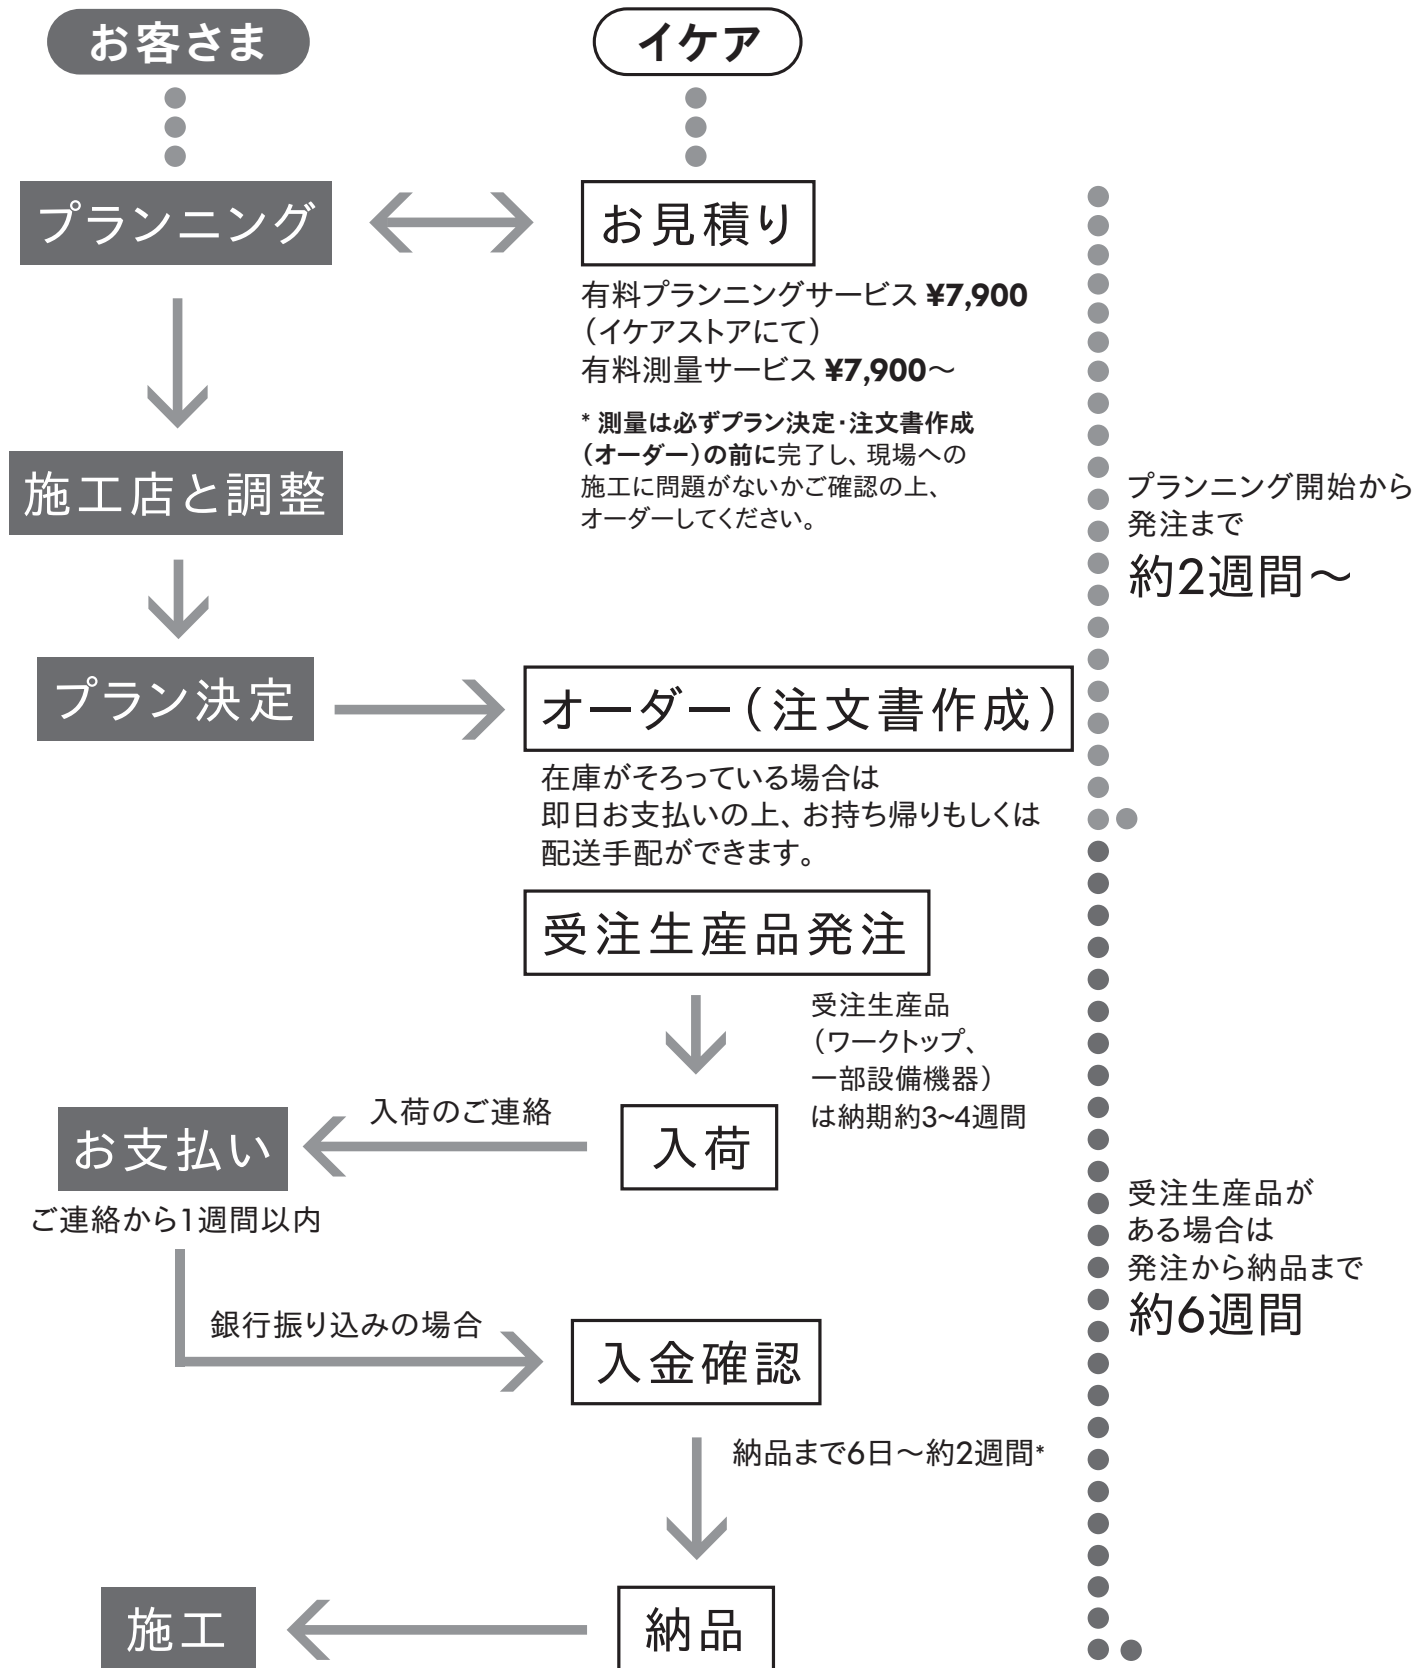 お客さま
イケア
プランニング
お見積り
有料プランニングサービス ¥7,900
（イケアストアにて）
有料測量サービス ¥7,900～
* 測量は必ずプラン決定・注文書作成
（オーダー）の前に完了し、現場への
施工に問題がないかご確認の上、
オーダーしてください。
施工店と調整
プランニング開始から
発注まで
約2週間～
プラン決定
オーダー（注文書作成）
在庫がそろっている場合は
即日お支払いの上、お持ち帰りもしくは
配送手配ができます。
受注生産品発注
受注生産品
（ワークトップ、
一部設備機器）
は納期約3~4週間
入荷のご連絡
入荷
お支払い
ご連絡から1週間以内
受注生産品が
ある場合は
発注から納品まで
約6週間
銀行振り込みの場合
入金確認
納品まで6日～約2週間*
施工
納品